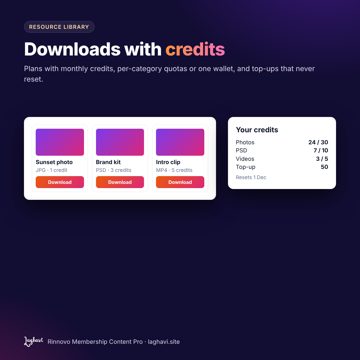 RESOURCE LIBRARY
Downloads with credits
Plans with monthly credits, per-category quotas or one wallet, and top-ups that never
reset.
Sunset photo
JPG · 1 credit
Download
Brand kit
PSD · 3 credits
Download
Intro clip
MP4 · 5 credits
Download
Your credits
Photos 24 / 30
PSD 7 / 10
Videos 3 / 5
Top-up 50
Resets 1 Dec
laghavi Rinnovo Membership Content Pro · laghavi.site